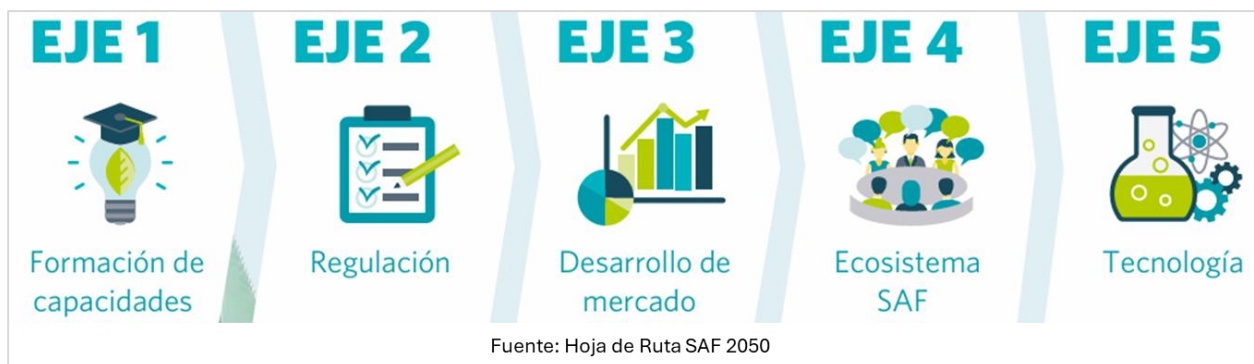 EJE 1
Formación de
capacidades
EJE 2
Regulación
EJE 3
Desarrollo de
mercado
EJE 4
Ecosistema
SAF
EJE 5
Tecnología
Fuente: Hoja de Ruta SAF 2050